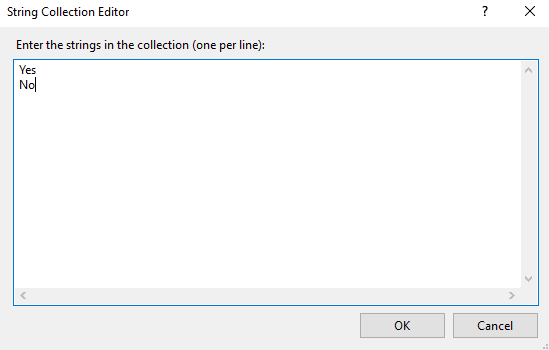 String Collection Editor
?
Enter the strings in the collection (one per line):
Yes
No
OK Cancel